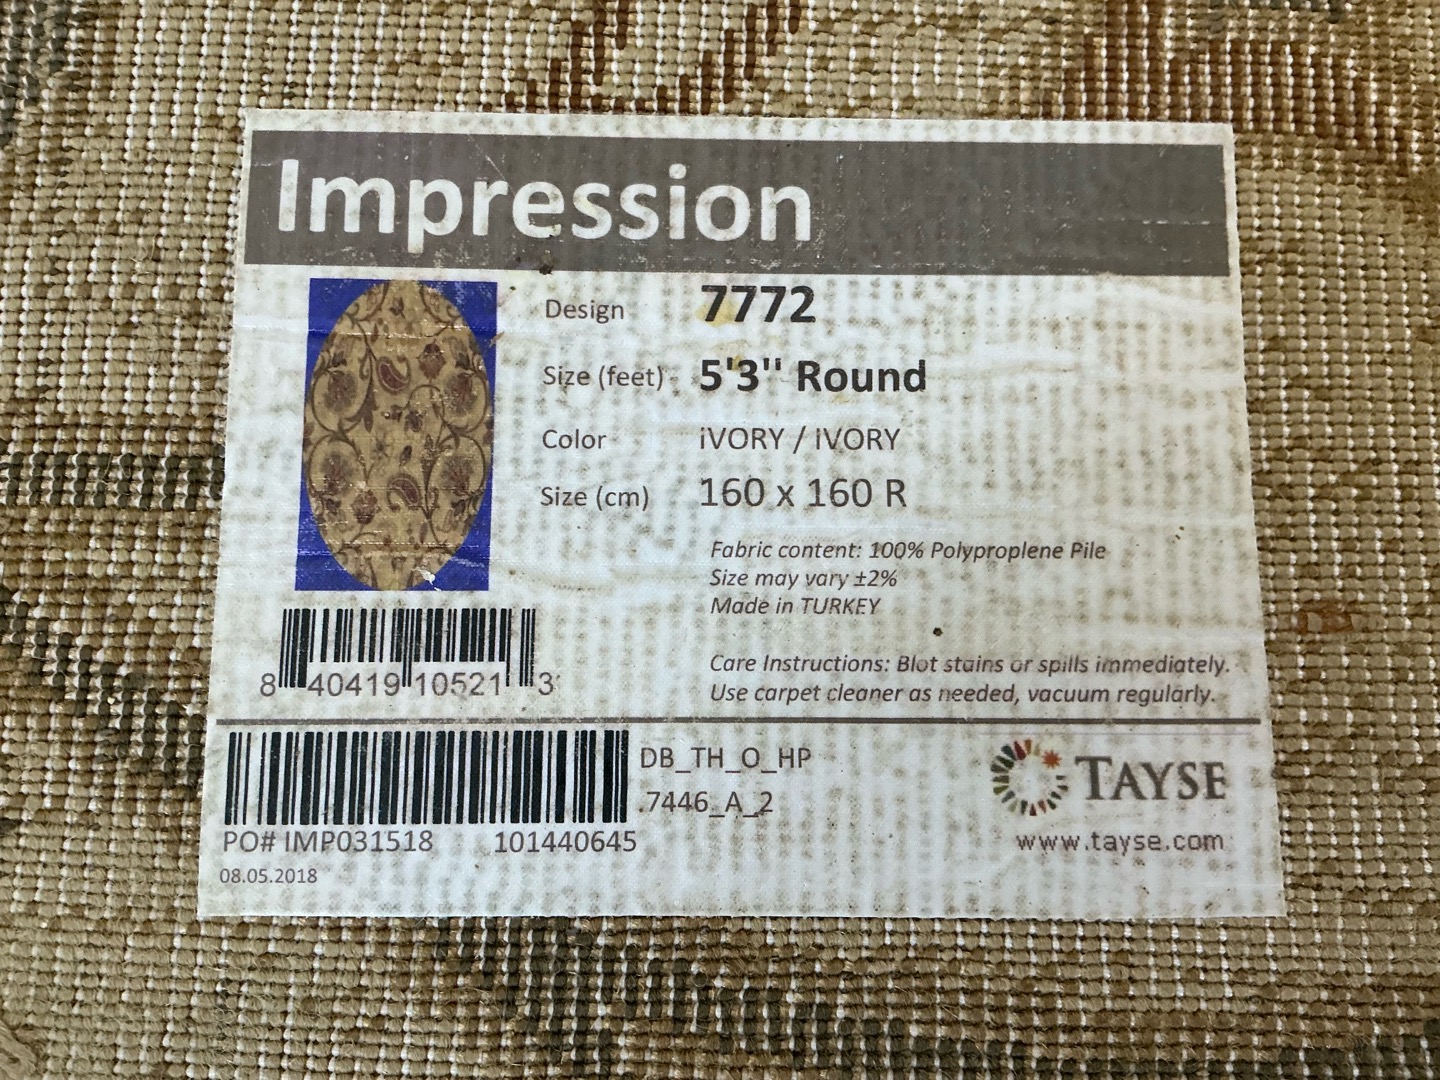 Impression
Design 7772
Size (feet) 5'3'' Round
Color iVORY / iVORY
Size (cm) 160 x 160 R
Fabric content: 100% Polyproplene Pile
Size may vary ±2%
Made in TURKEY
Care Instructions: Blot stains or spills immediately.
Use carpet cleaner as needed, vacuum regularly.
8 40419 10521 3
DB_TH_O_HP
.7446_A_2
PO# IMP031518 101440645
08.05.2018
TAYSE
www.tayse.com